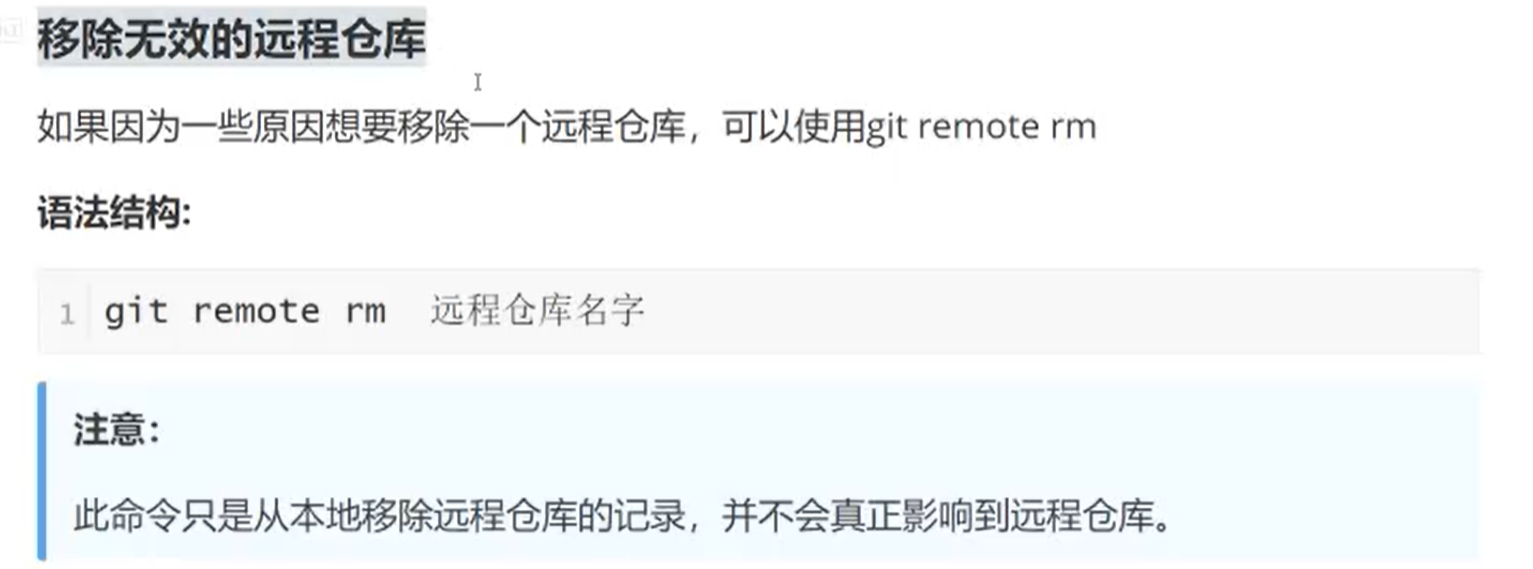 移除无效的远程仓库
如果因为一些原因想要移除一个远程仓库，可以使用git remote rm
语法结构:
1 git remote rm 远程仓库名字
注意:
此命令只是从本地移除远程仓库的记录，并不会真正影响到远程仓库。